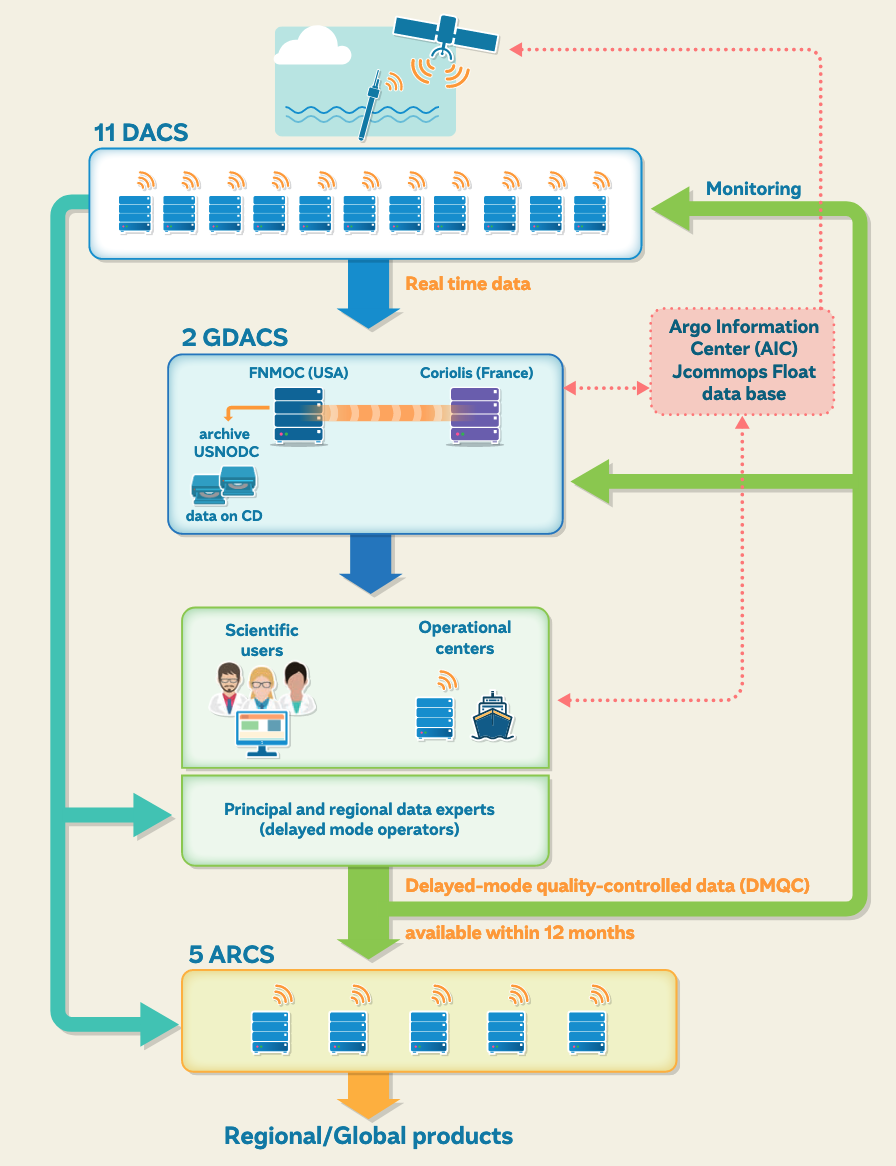 11 DACS
Monitoring
Real time data
2 GDACS
Argo Information
Center (AIC)
Jcommops Float
data base
FNMOC (USA)
Coriolis (France)
archive
USNODC
data on CD
Scientific
users
Operational
centers
Principal and regional data experts
(delayed mode operators)
Delayed-mode quality-controlled data (DMQC)
available within 12 months
5 ARCS
Regional/Global products